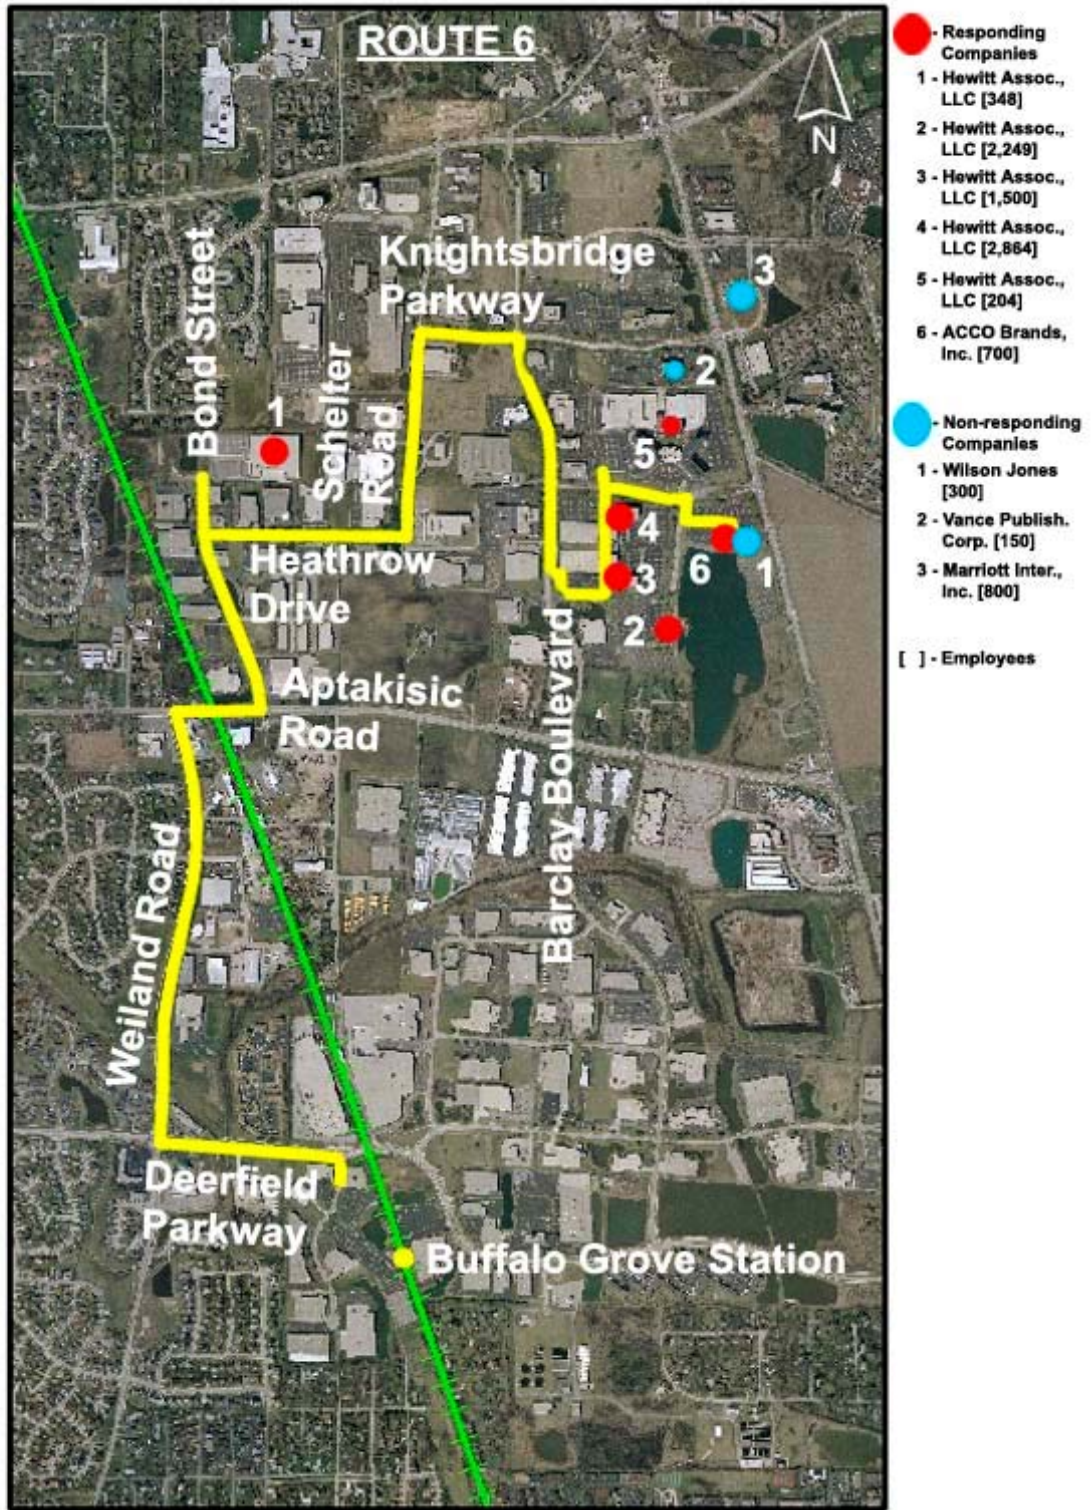 ROUTE 6
N
Knightsbridge
Parkway
Bond Street
Schelter
Road
1
3
2
5
4
6
1
3
2
Heathrow
Drive
Aptakisic
Road
Barclay Boulevard
Weiland Road
Deerfield
Parkway
Buffalo Grove Station
- Responding
Companies
1 - Hewitt Assoc.,
LLC [348]
2 - Hewitt Assoc.,
LLC [2,249]
3 - Hewitt Assoc.,
LLC [1,500]
4 - Hewitt Assoc.,
LLC [2,864]
5 - Hewitt Assoc.,
LLC [204]
6 - ACCO Brands,
Inc. [700]
- Non-responding
Companies
1 - Wilson Jones
[300]
2 - Vance Publish.
Corp. [150]
3 - Marriott Inter.,
Inc. [800]
[ ] - Employees